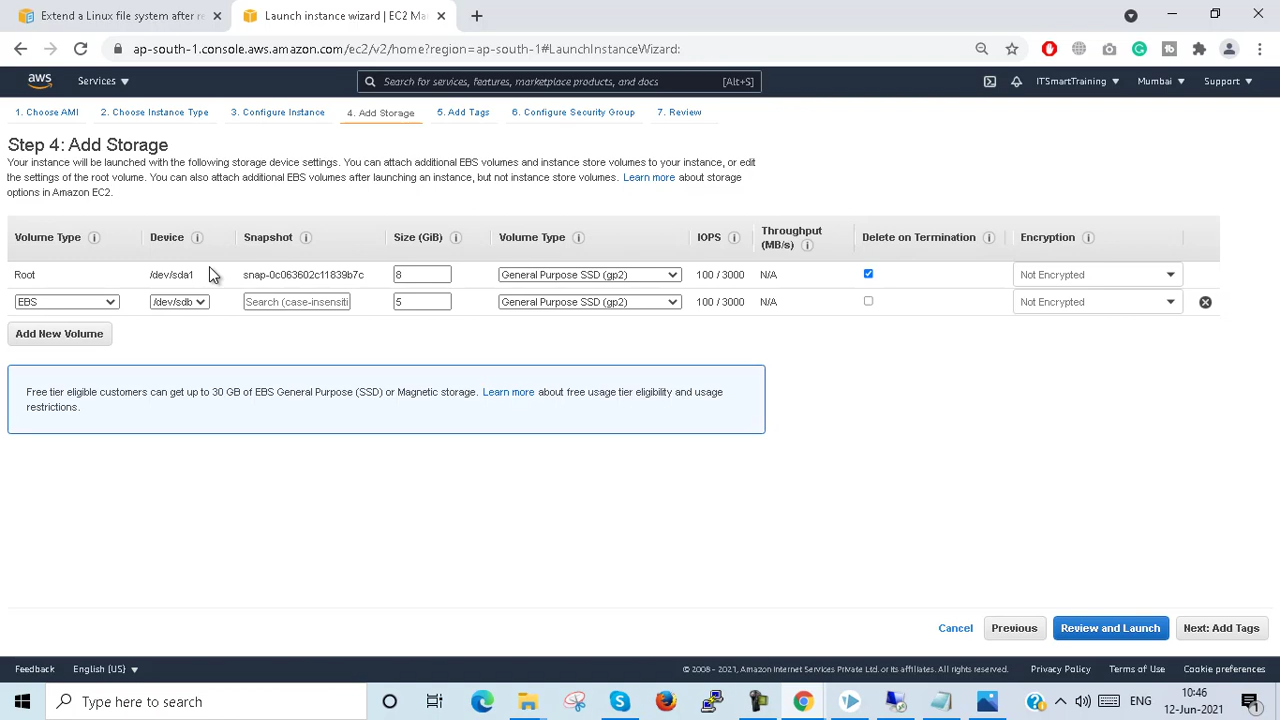 Extend a Linux file system after re
Launch instance wizard | EC2 Ma
ap-south-1.console.aws.amazon.com/ec2/v2/home?region=ap-south-1#LaunchInstanceWizard:
aws
Services
Search for services, features, marketplace products, and docs
[Alt+S]
ITSmartTraining
Mumbai
Support
1. Choose AMI
2. Choose Instance Type
3. Configure Instance
4. Add Storage
5. Add Tags
6. Configure Security Group
7. Review
Step 4: Add Storage
Your instance will be launched with the following storage device settings. You can attach additional EBS volumes and instance store volumes to your instance, or edit
the settings of the root volume. You can also attach additional EBS volumes after launching an instance, but not instance store volumes. Learn more about storage
options in Amazon EC2.
Volume Type
Device
Snapshot
Size (GiB)
Volume Type
IOPS
Throughput
(MB/s)
Delete on Termination
Encryption
Root
/dev/sda1
snap-0c063602c11839b7c
8
General Purpose SSD (gp2)
100 / 3000
N/A
Not Encrypted
EBS
/dev/sdb
Search (case-insensiti
5
General Purpose SSD (gp2)
100 / 3000
N/A
Not Encrypted
Add New Volume
Free tier eligible customers can get up to 30 GB of EBS General Purpose (SSD) or Magnetic storage. Learn more about free usage tier eligibility and usage
restrictions.
Cancel
Previous
Review and Launch
Next: Add Tags
Feedback
English (US)
© 2008 - 2021, Amazon Internet Services Private Ltd. or its affiliates. All rights reserved.
Privacy Policy
Terms of Use
Cookie preferences
Type here to search
ENG
10:46
12-Jun-2021
1